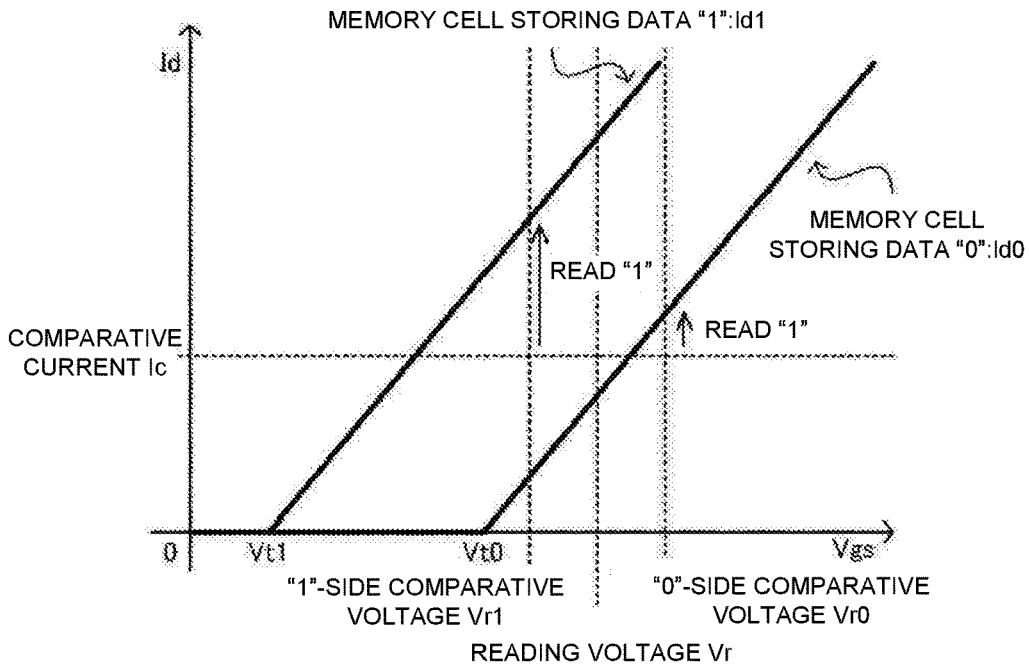 MEMORY CELL STORING DATA “1”:Id1
Id
MEMORY CELL
STORING DATA “0”:Id0
READ “1”
READ “1”
COMPARATIVE
CURRENT Ic
0
Vt1
Vt0
Vgs
“1”-SIDE COMPARATIVE
VOLTAGE Vr1
“0”-SIDE COMPARATIVE
VOLTAGE Vr0
READING VOLTAGE Vr